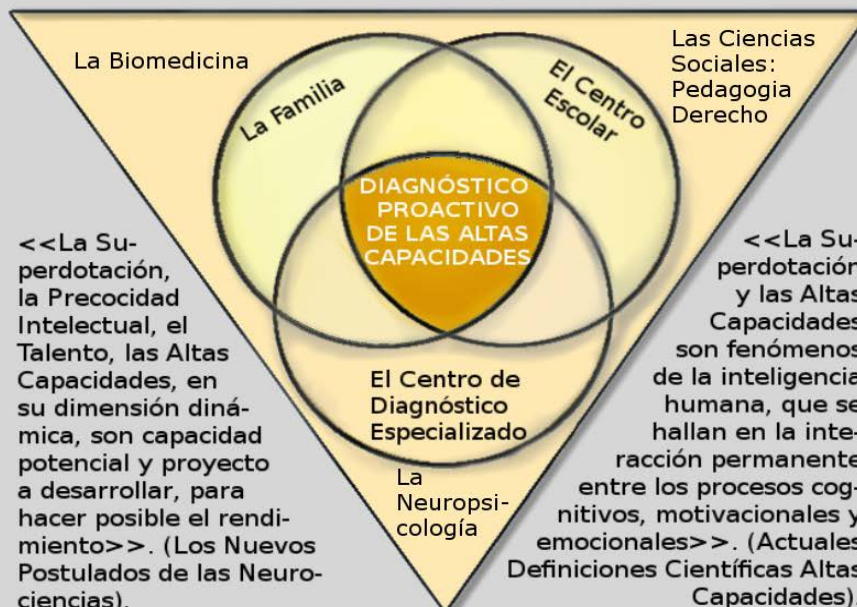 La Biomedicina
Las Ciencias
Sociales:
Pedagogia
Derecho
La Familia
El Centro
Escolar
DIAGNÓSTICO
PROACTIVO
DE LAS ALTAS
CAPACIDADES
El Centro de
Diagnóstico
Especializado
La
Neuropsi-
cología
<<La Su-
perdotación,
la Precocidad
Intelectual, el
Talento, las Altas
Capacidades, en
su dimensión diná-
mica, son capacidad
potencial y proyecto
a desarrollar, para
hacer posible el rendi-
miento>>. (Los Nuevos
Postulados de las Neuro-
ciencias).
<<La Su-
perdotación
y las Altas
Capacidades
son fenómenos
de la inteligencia
humana, que se
hallan en la inte-
racción permanente
entre los procesos cog-
nitivos, motivacionales y
emocionales>>. (Actuales
Definiciones Científicas Altas
Capacidades).